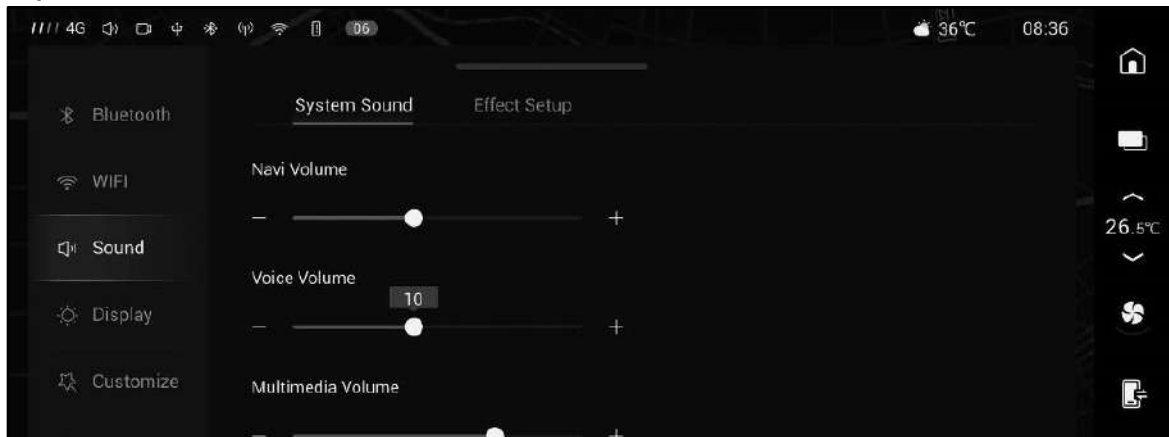 4G 06 36℃ 08:36
System Sound Effect Setup
Bluetooth
Navi Volume
WIFI
26.5℃
Sound
Voice Volume
10
Display
Customize
Multimedia Volume